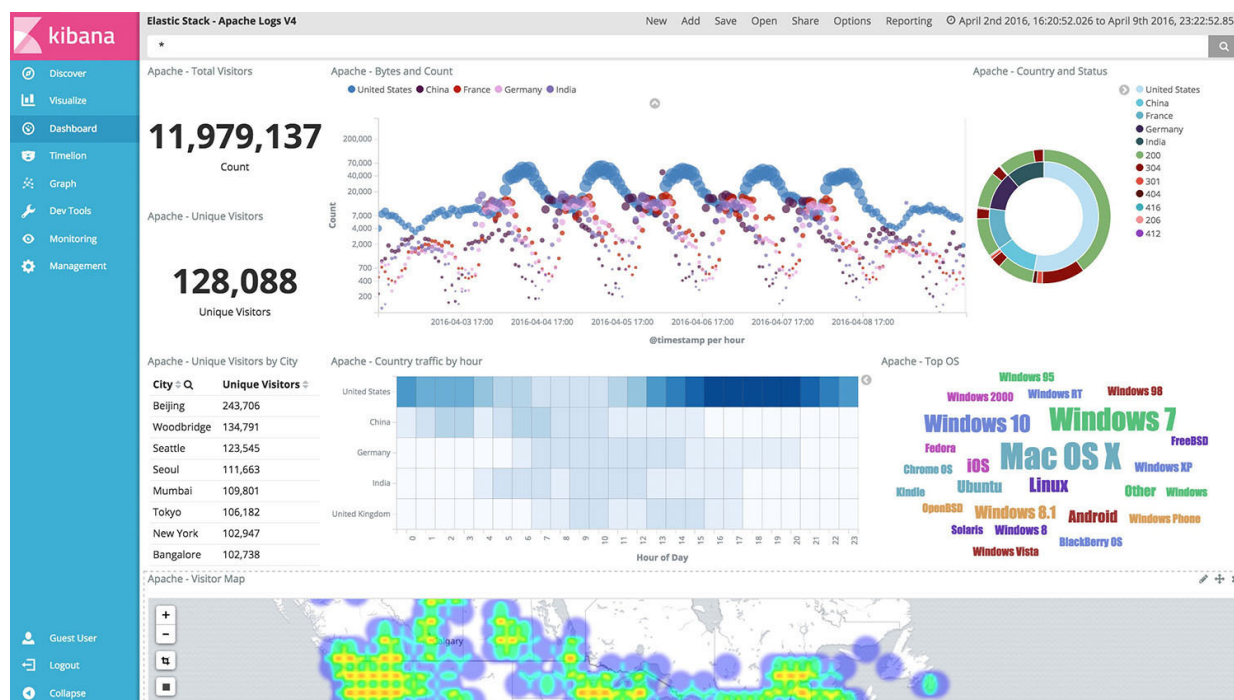 kibana
Discover
Visualize
Dashboard
Timelion
Graph
Dev Tools
Monitoring
Management
Guest User
Logout
Collapse
Elastic Stack - Apache Logs V4
New Add Save Open Share Options Reporting April 2nd 2016, 16:20:52.026 to April 9th 2016, 23:22:52.85
*
Apache - Total Visitors
11,979,137
Count
Apache - Unique Visitors
128,088
Unique Visitors
Apache - Bytes and Count
United States China France Germany India
Count
200,000
70,000
40,000
20,000
7,000
4,000
2,000
700
400
200
2016-04-03 17:00 2016-04-04 17:00 2016-04-05 17:00 2016-04-06 17:00 2016-04-07 17:00 2016-04-08 17:00
@timestamp per hour
Apache - Country and Status
United States
China
France
Germany
India
200
304
301
404
416
206
412
Apache - Unique Visitors by City
City Unique Visitors
Beijing 243,706
Woodbridge 134,791
Seattle 123,545
Seoul 111,663
Mumbai 109,801
Tokyo 106,182
New York 102,947
Bangalore 102,738
Apache - Country traffic by hour
United States
China
Germany
India
United Kingdom
0 1 2 3 4 5 6 7 8 9 10 11 12 13 14 15 16 17 18 19 20 21 22 23
Hour of Day
Apache - Top OS
Windows 95
Windows 2000 Windows RT Windows 98
Windows 10 Windows 7
Fedora FreeBSD
Chrome OS iOS Mac OS X Windows XP
Kindle Ubuntu Linux Other Windows
OpenBSD Windows 8.1 Android Windows Phone
Solaris Windows 8 BlackBerry OS
Windows Vista
Apache - Visitor Map
+
−